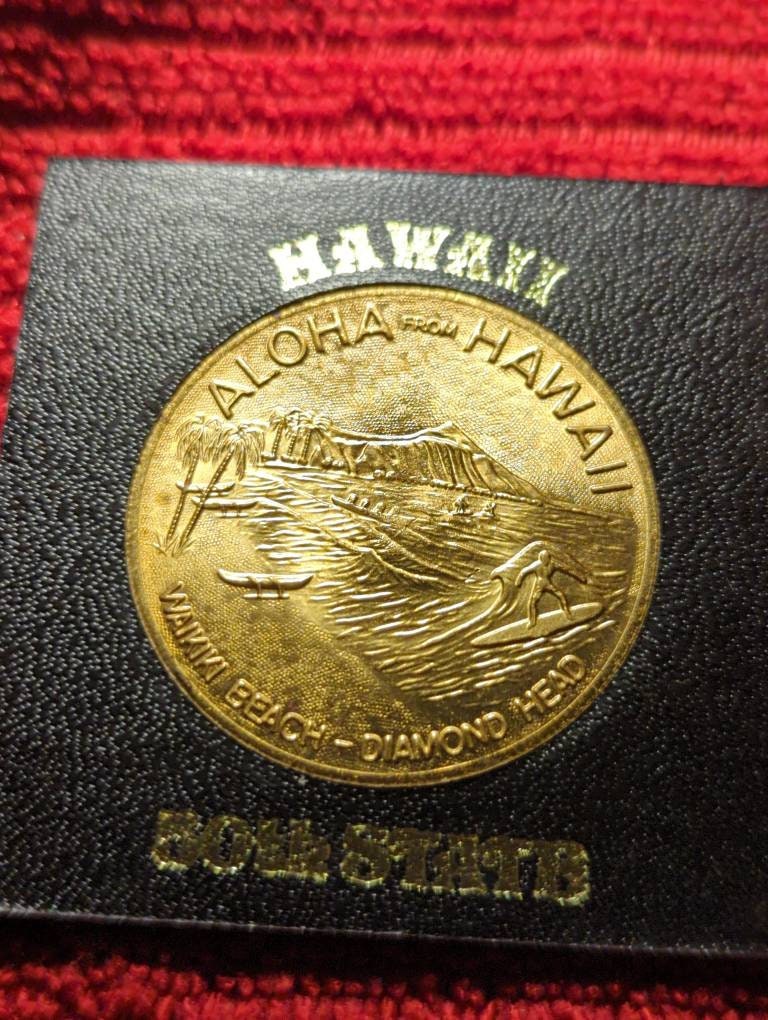 HAWAII
ALOHA FROM HAWAII
WAIKIKI BEACH - DIAMOND HEAD
50th STATE